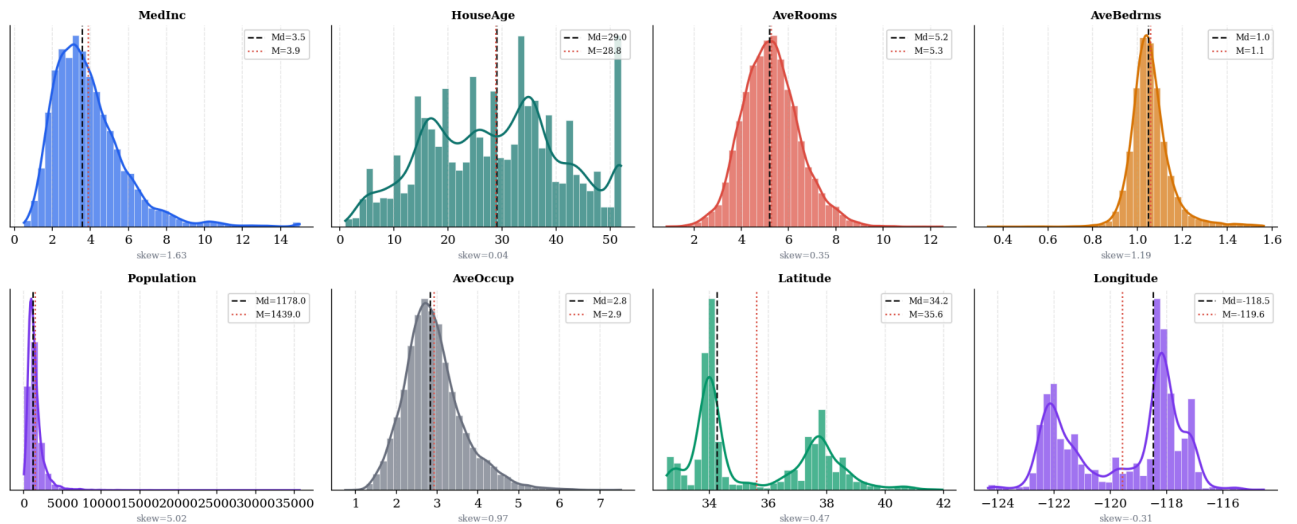 MedInc
Md=3.5
M=3.9
0 2 4 6 8 10 12 14
skew=1.63
HouseAge
Md=29.0
M=28.8
0 10 20 30 40 50
skew=0.04
AveRooms
Md=5.2
M=5.3
2 4 6 8 10 12
skew=0.35
AveBedrms
Md=1.0
M=1.1
0.4 0.6 0.8 1.0 1.2 1.4 1.6
skew=1.19
Population
Md=1178.0
M=1439.0
0 5000 10000 15000 20000 25000 30000 35000
skew=5.02
AveOccup
Md=2.8
M=2.9
1 2 3 4 5 6 7
skew=0.97
Latitude
Md=34.2
M=35.6
34 36 38 40 42
skew=0.47
Longitude
Md=-118.5
M=-119.6
−124 −122 −120 −118 −116
skew=-0.31